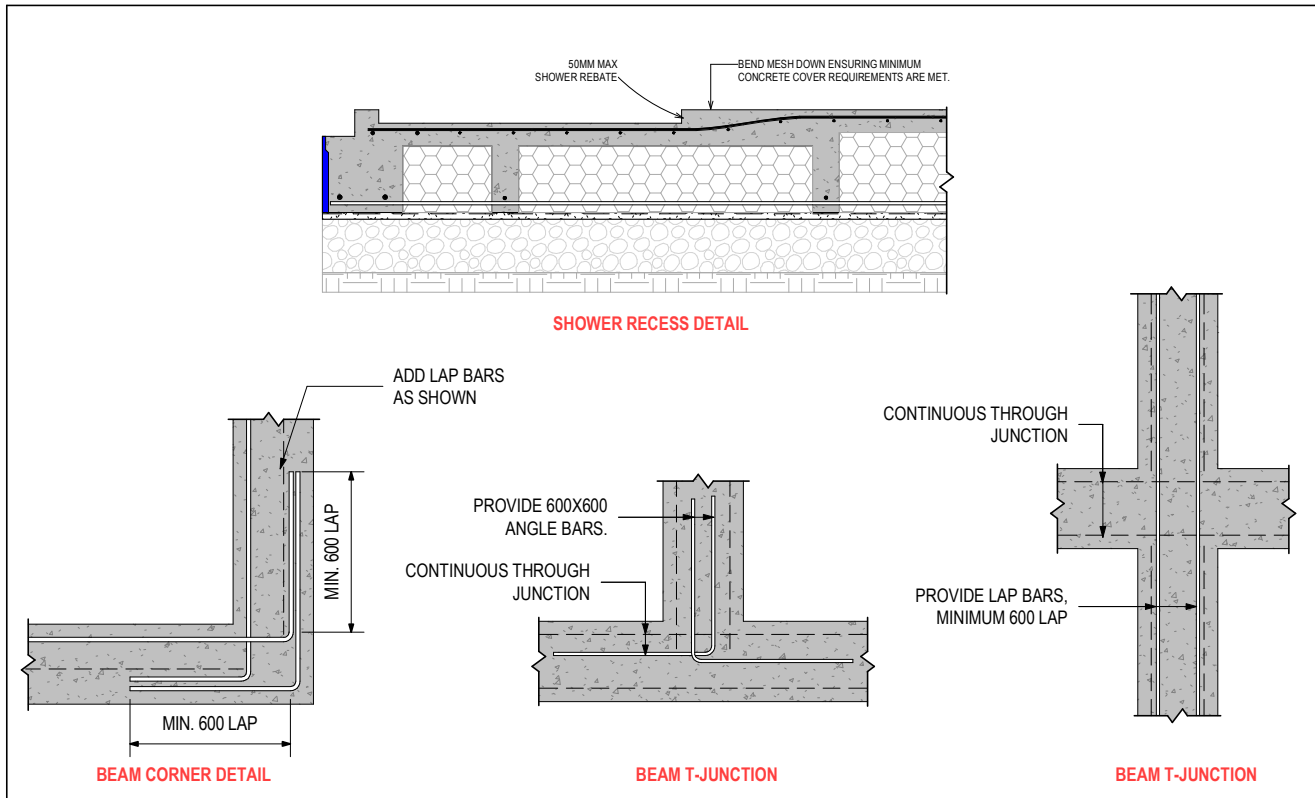 50MM MAX
SHOWER REBATE
BEND MESH DOWN ENSURING MINIMUM
CONCRETE COVER REQUIREMENTS ARE MET.
SHOWER RECESS DETAIL
ADD LAP BARS
AS SHOWN
MIN. 600 LAP
MIN. 600 LAP
BEAM CORNER DETAIL
PROVIDE 600X600
ANGLE BARS.
CONTINUOUS THROUGH
JUNCTION
BEAM T-JUNCTION
CONTINUOUS THROUGH
JUNCTION
PROVIDE LAP BARS,
MINIMUM 600 LAP
BEAM T-JUNCTION